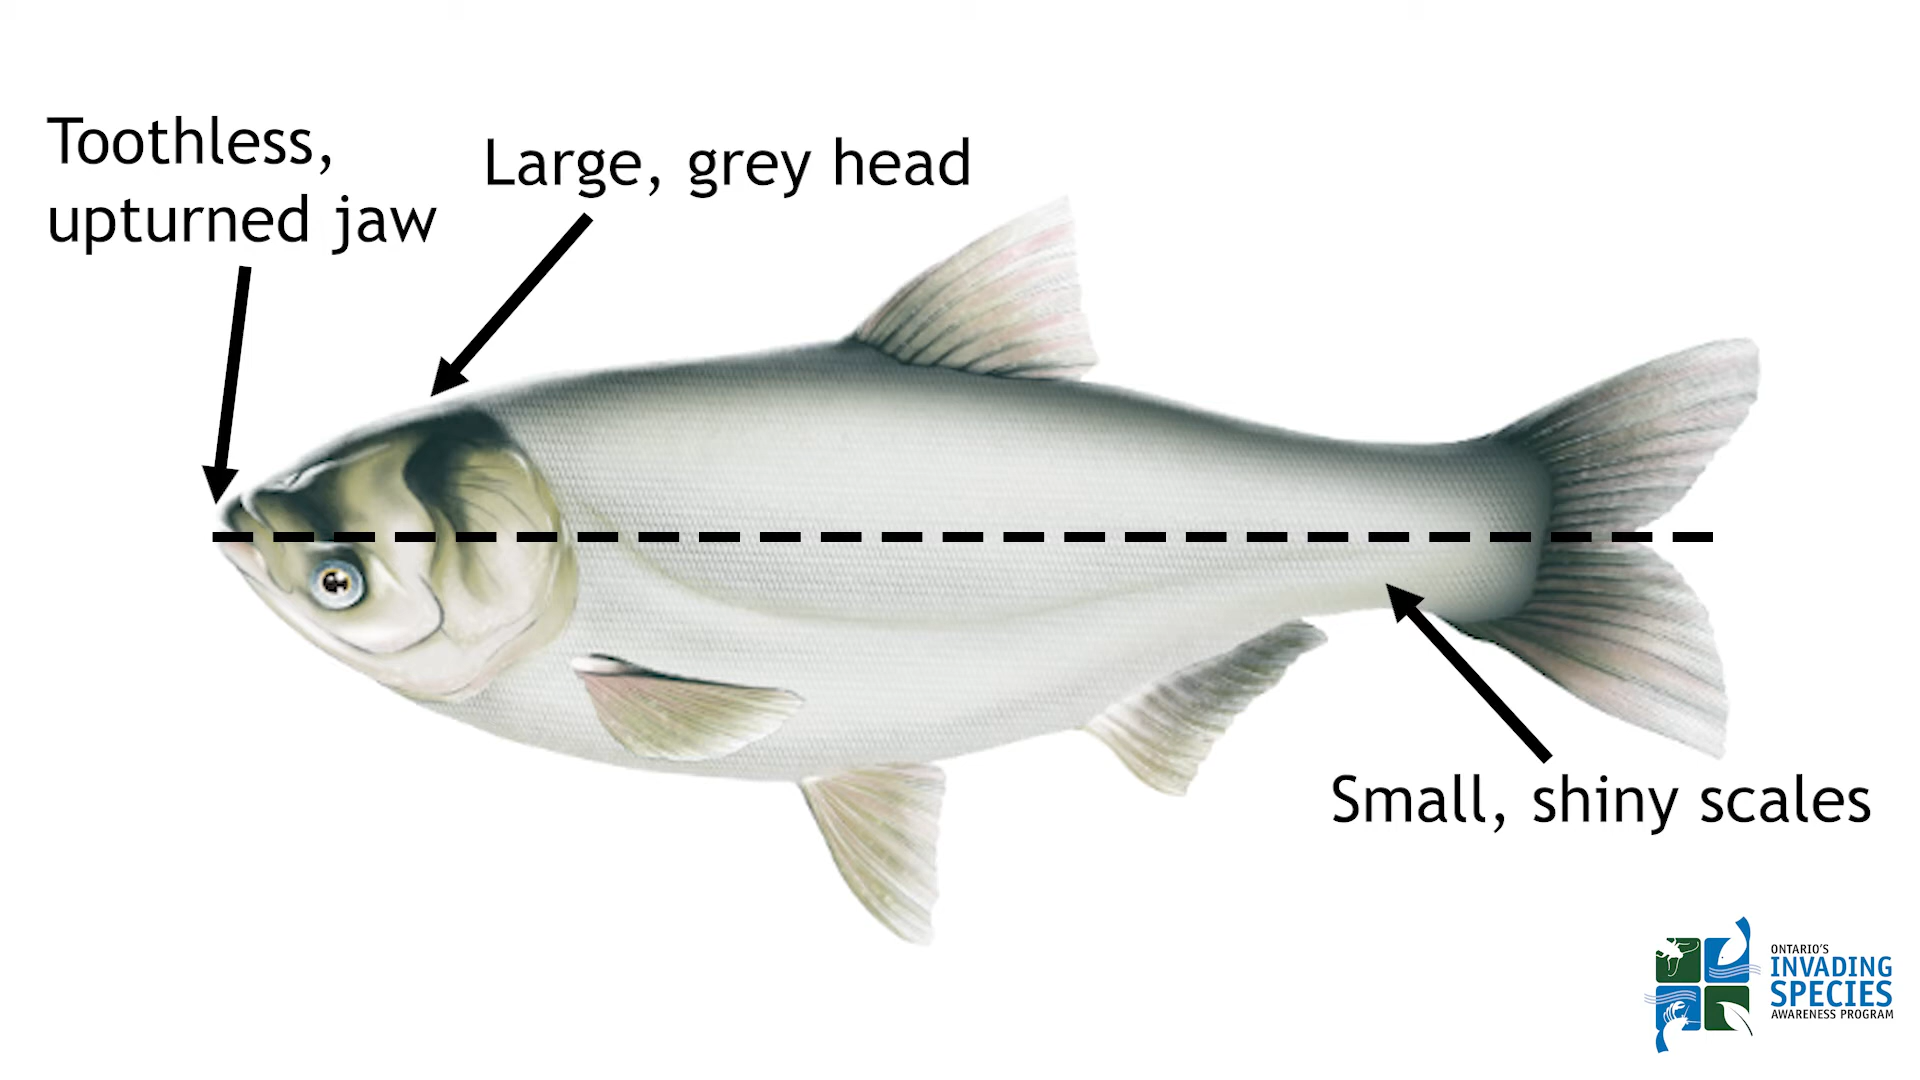 Toothless,
upturned jaw
Large, grey head
Small, shiny scales
ONTARIO'S
INVADING
SPECIES
AWARENESS PROGRAM